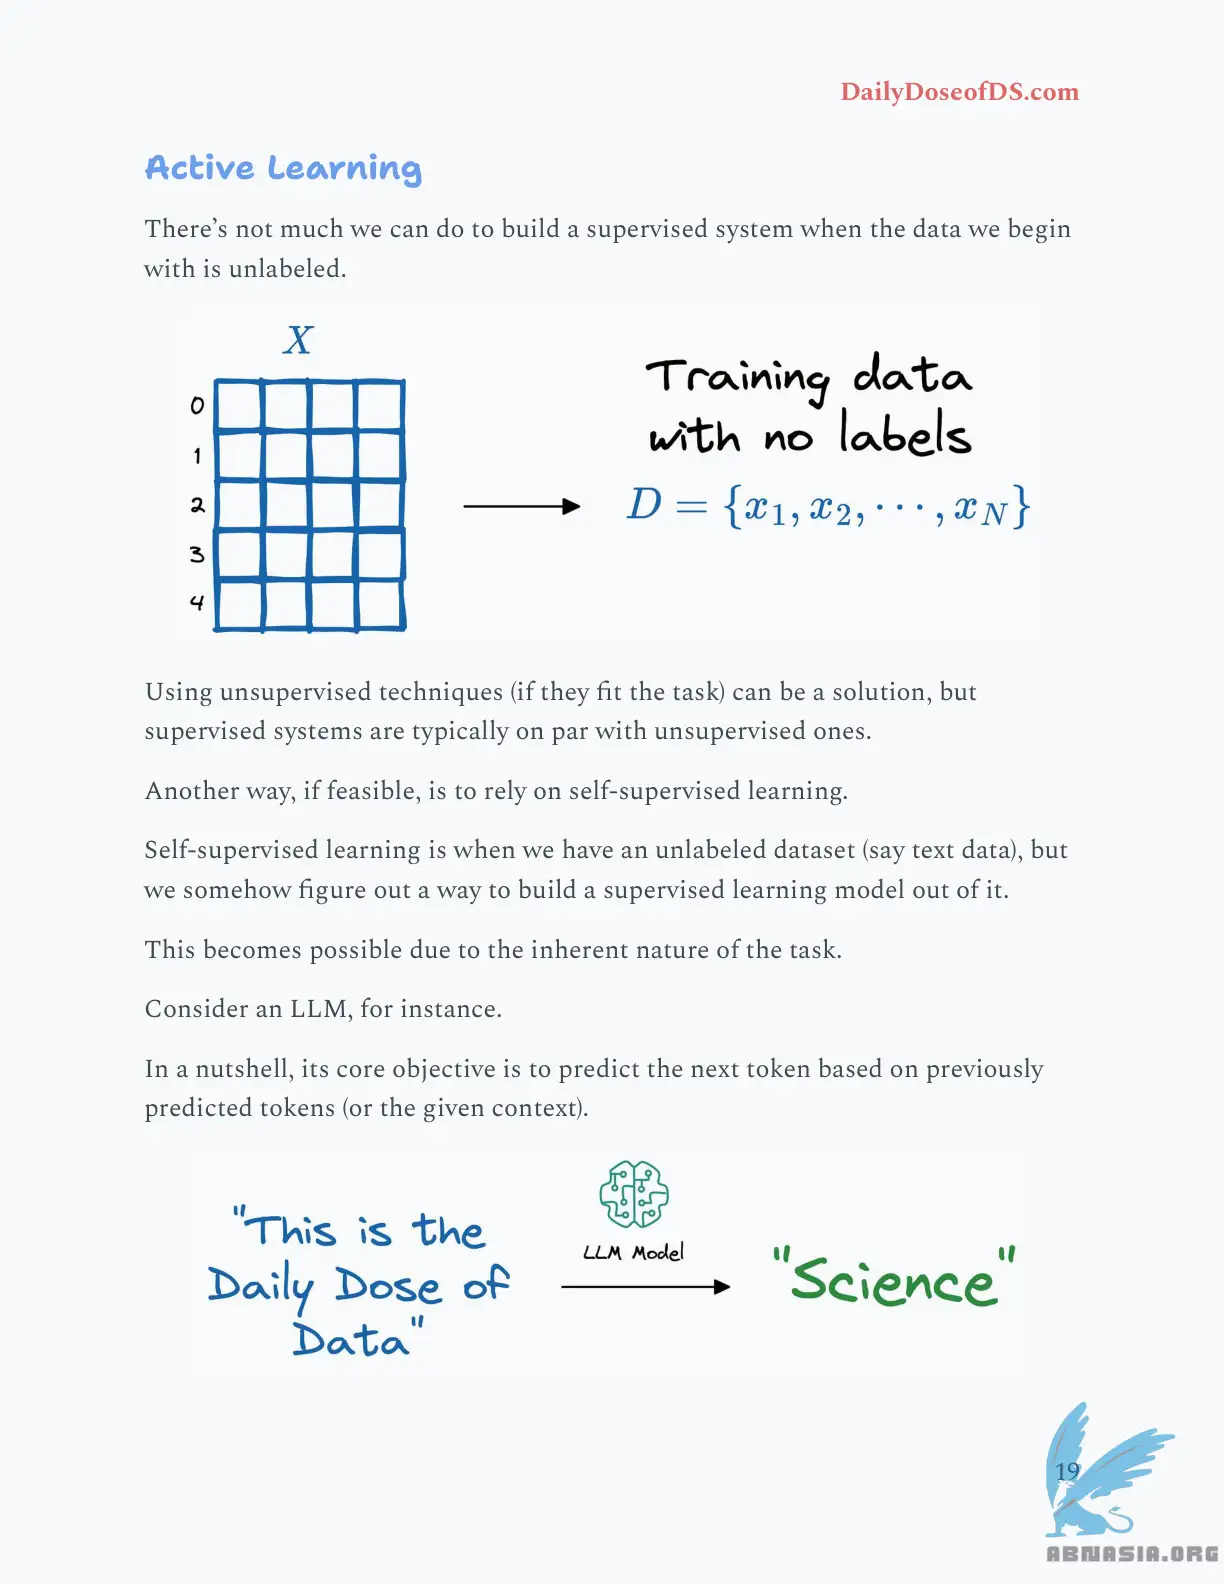 DailyDoseofDS.com
Active Learning
There’s not much we can do to build a supervised system when the data we begin
with is unlabeled.
X
0
1
2
3
4
Training data
with no labels
D = {x₁, x₂, ⋯, x_N}
Using unsupervised techniques (if they fit the task) can be a solution, but
supervised systems are typically on par with unsupervised ones.
Another way, if feasible, is to rely on self-supervised learning.
Self-supervised learning is when we have an unlabeled dataset (say text data), but
we somehow figure out a way to build a supervised learning model out of it.
This becomes possible due to the inherent nature of the task.
Consider an LLM, for instance.
In a nutshell, its core objective is to predict the next token based on previously
predicted tokens (or the given context).
"This is the
Daily Dose of
Data"
LLM Model
"Science"
19
ABNASIA.ORG